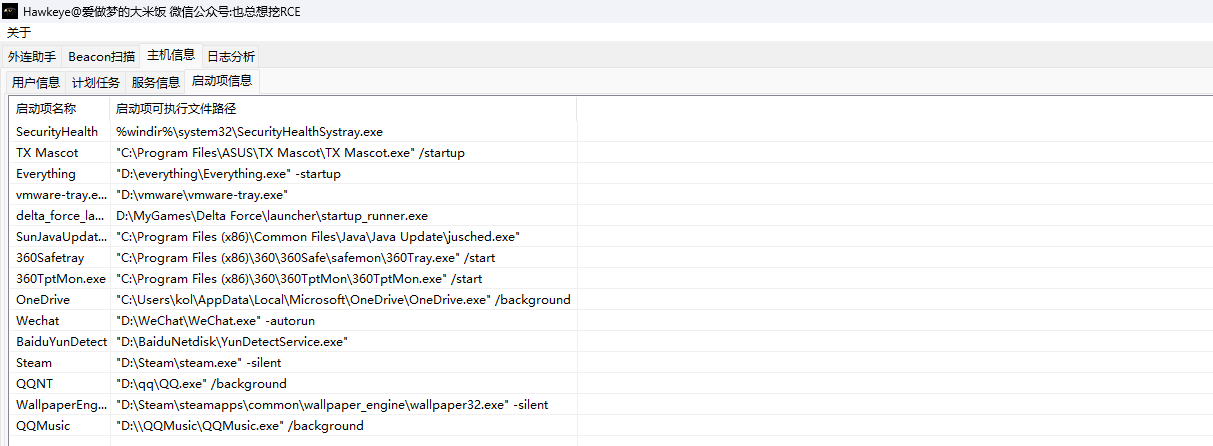 Hawkeye@爱做梦的大米饭 微信公众号:也总想挖RCE
关于
外连助手 Beacon扫描 主机信息 日志分析
用户信息 计划任务 服务信息 启动项信息
启动项名称 启动项可执行文件路径
SecurityHealth %windir%\system32\SecurityHealthSystray.exe
TX Mascot "C:\Program Files\ASUS\TX Mascot\TX Mascot.exe" /startup
Everything "D:\everything\Everything.exe" -startup
vmware-tray.e... "D:\vmware\vmware-tray.exe"
delta_force_la... D:\MyGames\Delta Force\launcher\startup_runner.exe
SunJavaUpdat... "C:\Program Files (x86)\Common Files\Java\Java Update\jusched.exe"
360Safetray "C:\Program Files (x86)\360\360Safe\safemon\360Tray.exe" /start
360TptMon.exe "C:\Program Files (x86)\360\360TptMon\360TptMon.exe" /start
OneDrive "C:\Users\kol\AppData\Local\Microsoft\OneDrive\OneDrive.exe" /background
Wechat "D:\WeChat\WeChat.exe" -autorun
BaiduYunDetect "D:\BaiduNetdisk\YunDetectService.exe"
Steam "D:\Steam\steam.exe" -silent
QQNT "D:\qq\QQ.exe" /background
WallpaperEng... "D:\Steam\steamapps\common\wallpaper_engine\wallpaper32.exe" -silent
QQMusic "D:\\QQMusic\QQMusic.exe" /background